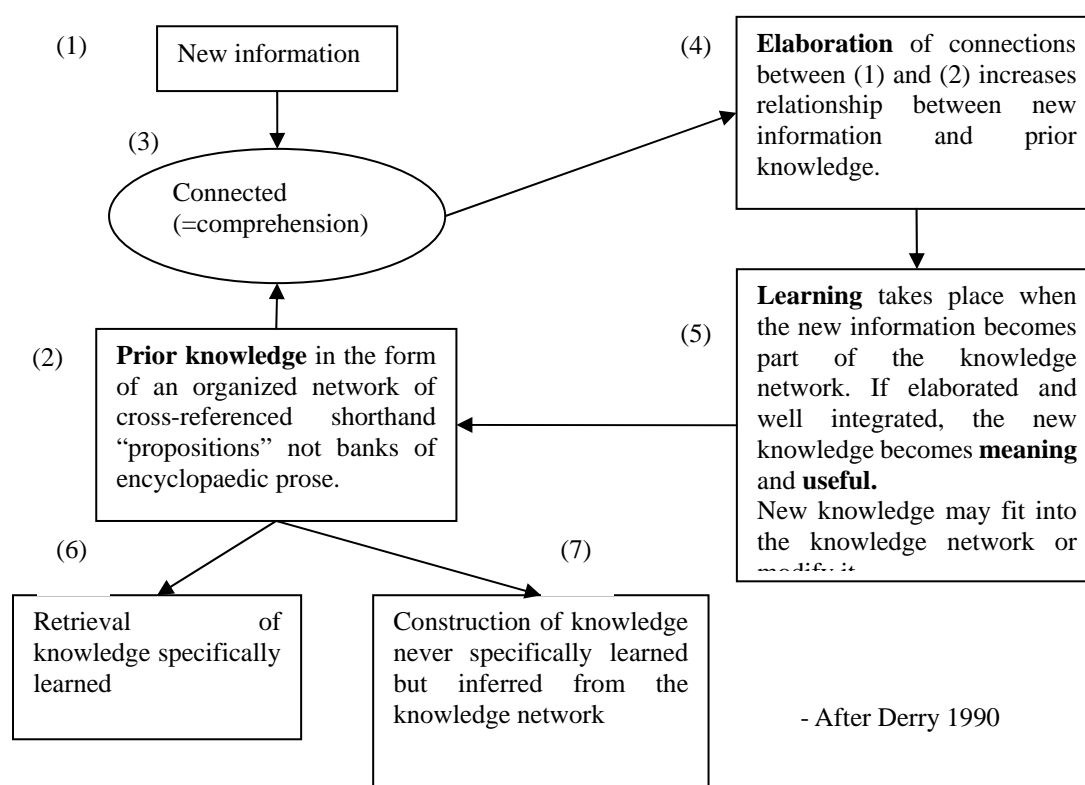 (1)
New information
(3)
Connected
(=comprehension)
(4)
Elaboration of connections
between (1) and (2) increases
relationship between new
information and prior
knowledge.
(5)
Learning takes place when
the new information becomes
part of the knowledge
network. If elaborated and
well integrated, the new
knowledge becomes meaning
and useful.
New knowledge may fit into
the knowledge network or
modify it
(2)
Prior knowledge in the form
of an organized network of
cross-referenced shorthand
“propositions” not banks of
encyclopaedic prose.
(6)
Retrieval of
knowledge specifically
learned
(7)
Construction of knowledge
never specifically learned
but inferred from the
knowledge network
- After Derry 1990